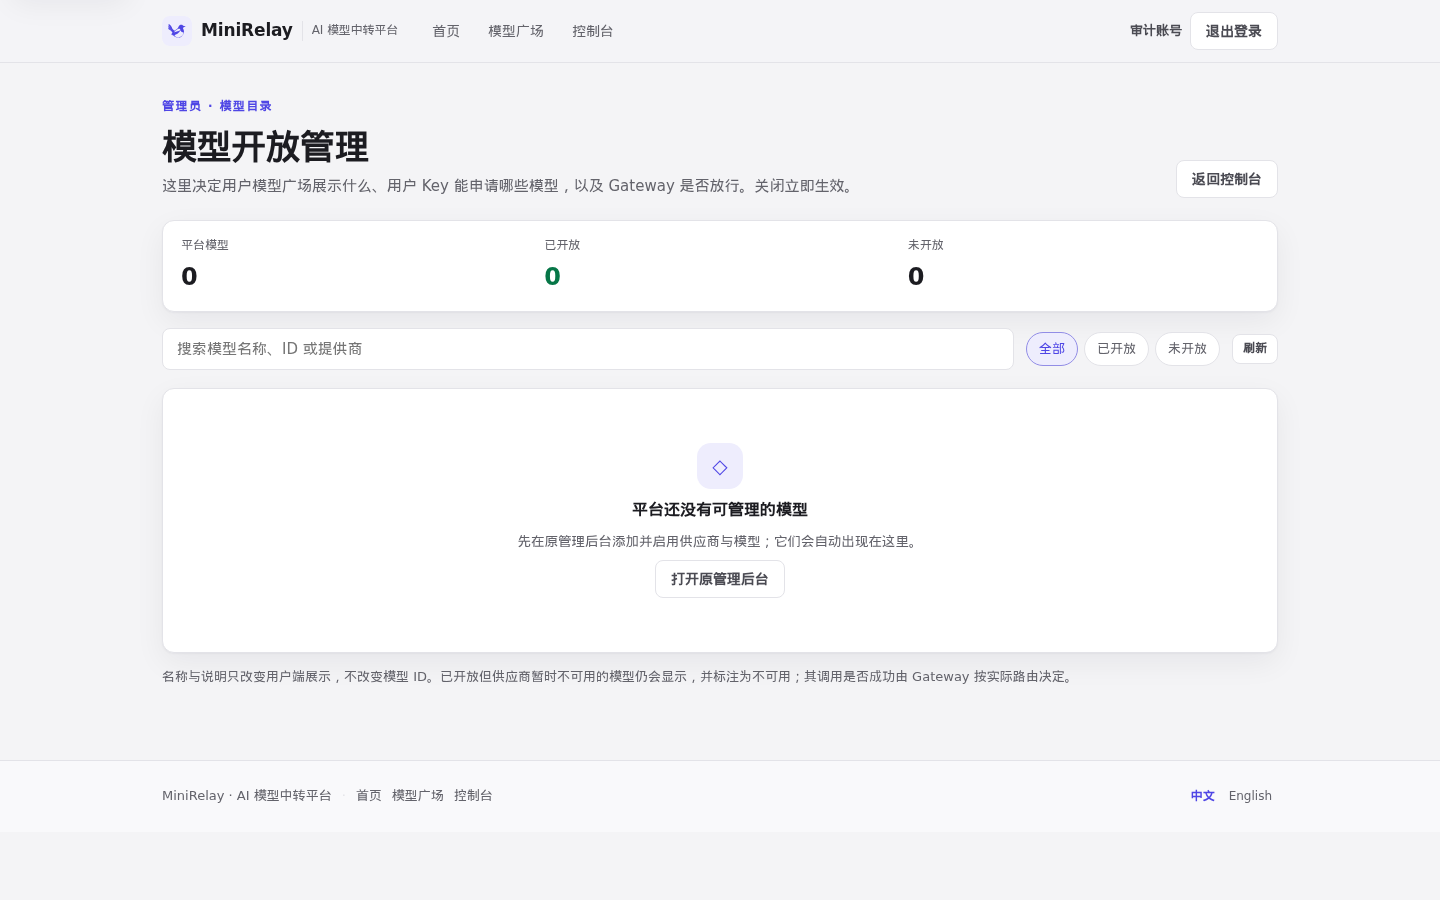 MiniRelay AI 模型中转平台 首页 模型广场 控制台 审计账号 退出登录
管理员 · 模型目录
模型开放管理
这里决定用户模型广场展示什么、用户 Key 能申请哪些模型，以及 Gateway 是否放行。关闭立即生效。
返回控制台
平台模型 已开放 未开放
0 0 0
搜索模型名称、ID 或提供商 全部 已开放 未开放 刷新
平台还没有可管理的模型
先在原管理后台添加并启用供应商与模型；它们会自动出现在这里。
打开原管理后台
名称与说明只改变用户端展示，不改变模型 ID。已开放但供应商暂时不可用的模型仍会显示，并标注为不可用；其调用是否成功由 Gateway 按实际路由决定。
MiniRelay · AI 模型中转平台 · 首页 模型广场 控制台 中文 English